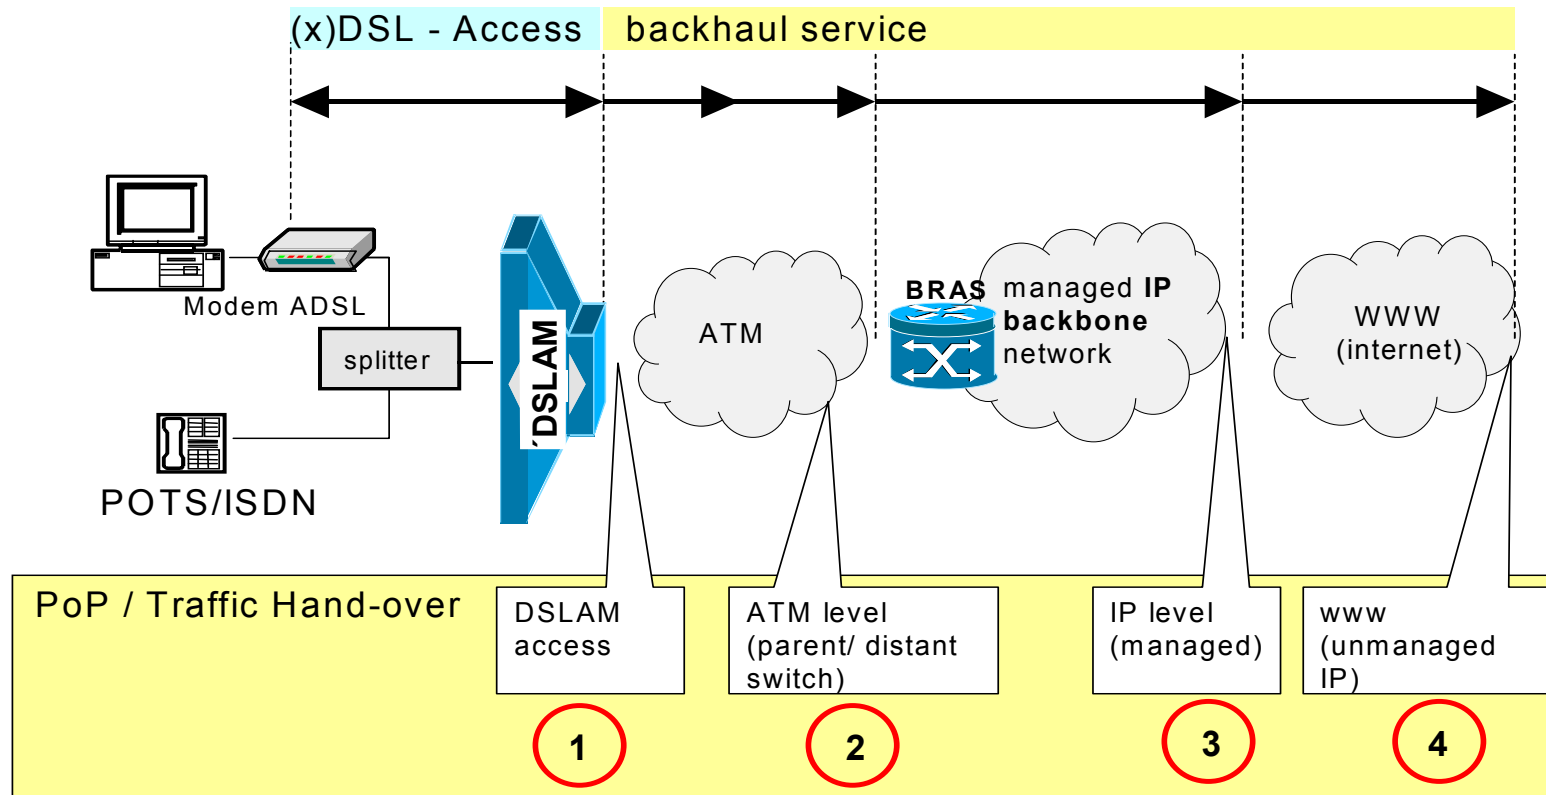 (x)DSL - Access
backhaul service
Modem ADSL
splitter
POTS/ISDN
´DSLAM
ATM
BRAS
managed IP
backbone
network
WWW
(internet)
PoP / Traffic Hand-over
DSLAM
access
ATM level
(parent/ distant
switch)
IP level
(managed)
www
(unmanaged
IP)
1
2
3
4